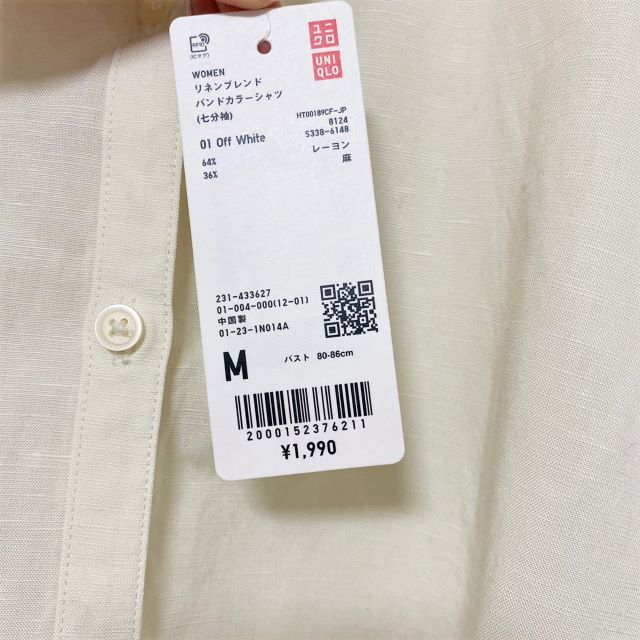 RFID
(ICタグ)
ユニ
クロ
UNI
QLO
WOMEN
リネンブレンド
バンドカラーシャツ
(七分袖)
HT00189CF-JP
8124
01 Off White
S338-6148
64% レーヨン
36% 麻
231-433627
01-004-000(12-01)
中国製
01-23-1N014A
M バスト 80-86cm
2000152376211
¥1,990